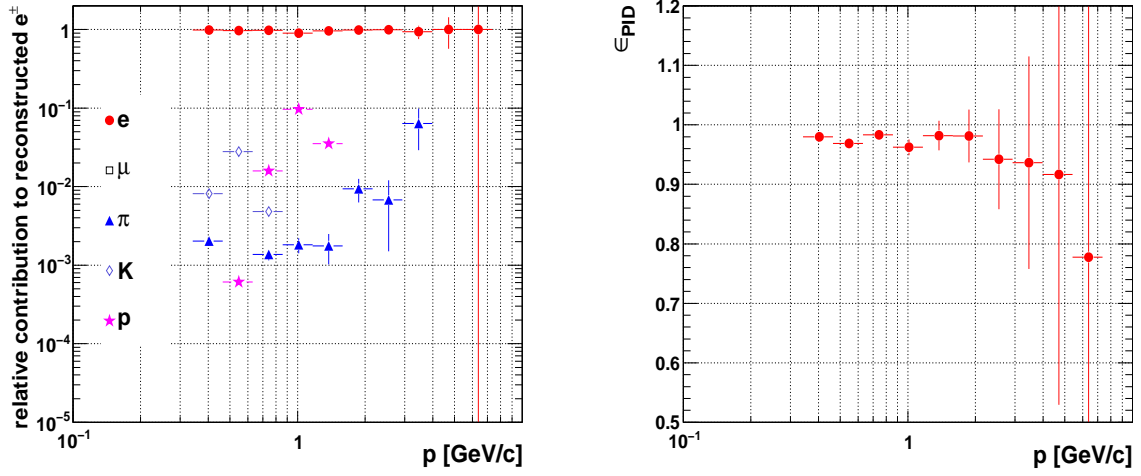 relative contribution to reconstructed e±
1
10⁻¹
10⁻²
10⁻³
10⁻⁴
10⁻⁵
e
μ
π
K
p
10⁻¹
1
p [GeV/c]
ϵPID
1.2
1.1
1
0.9
0.8
0.7
0.6
0.5
10⁻¹
1
p [GeV/c]